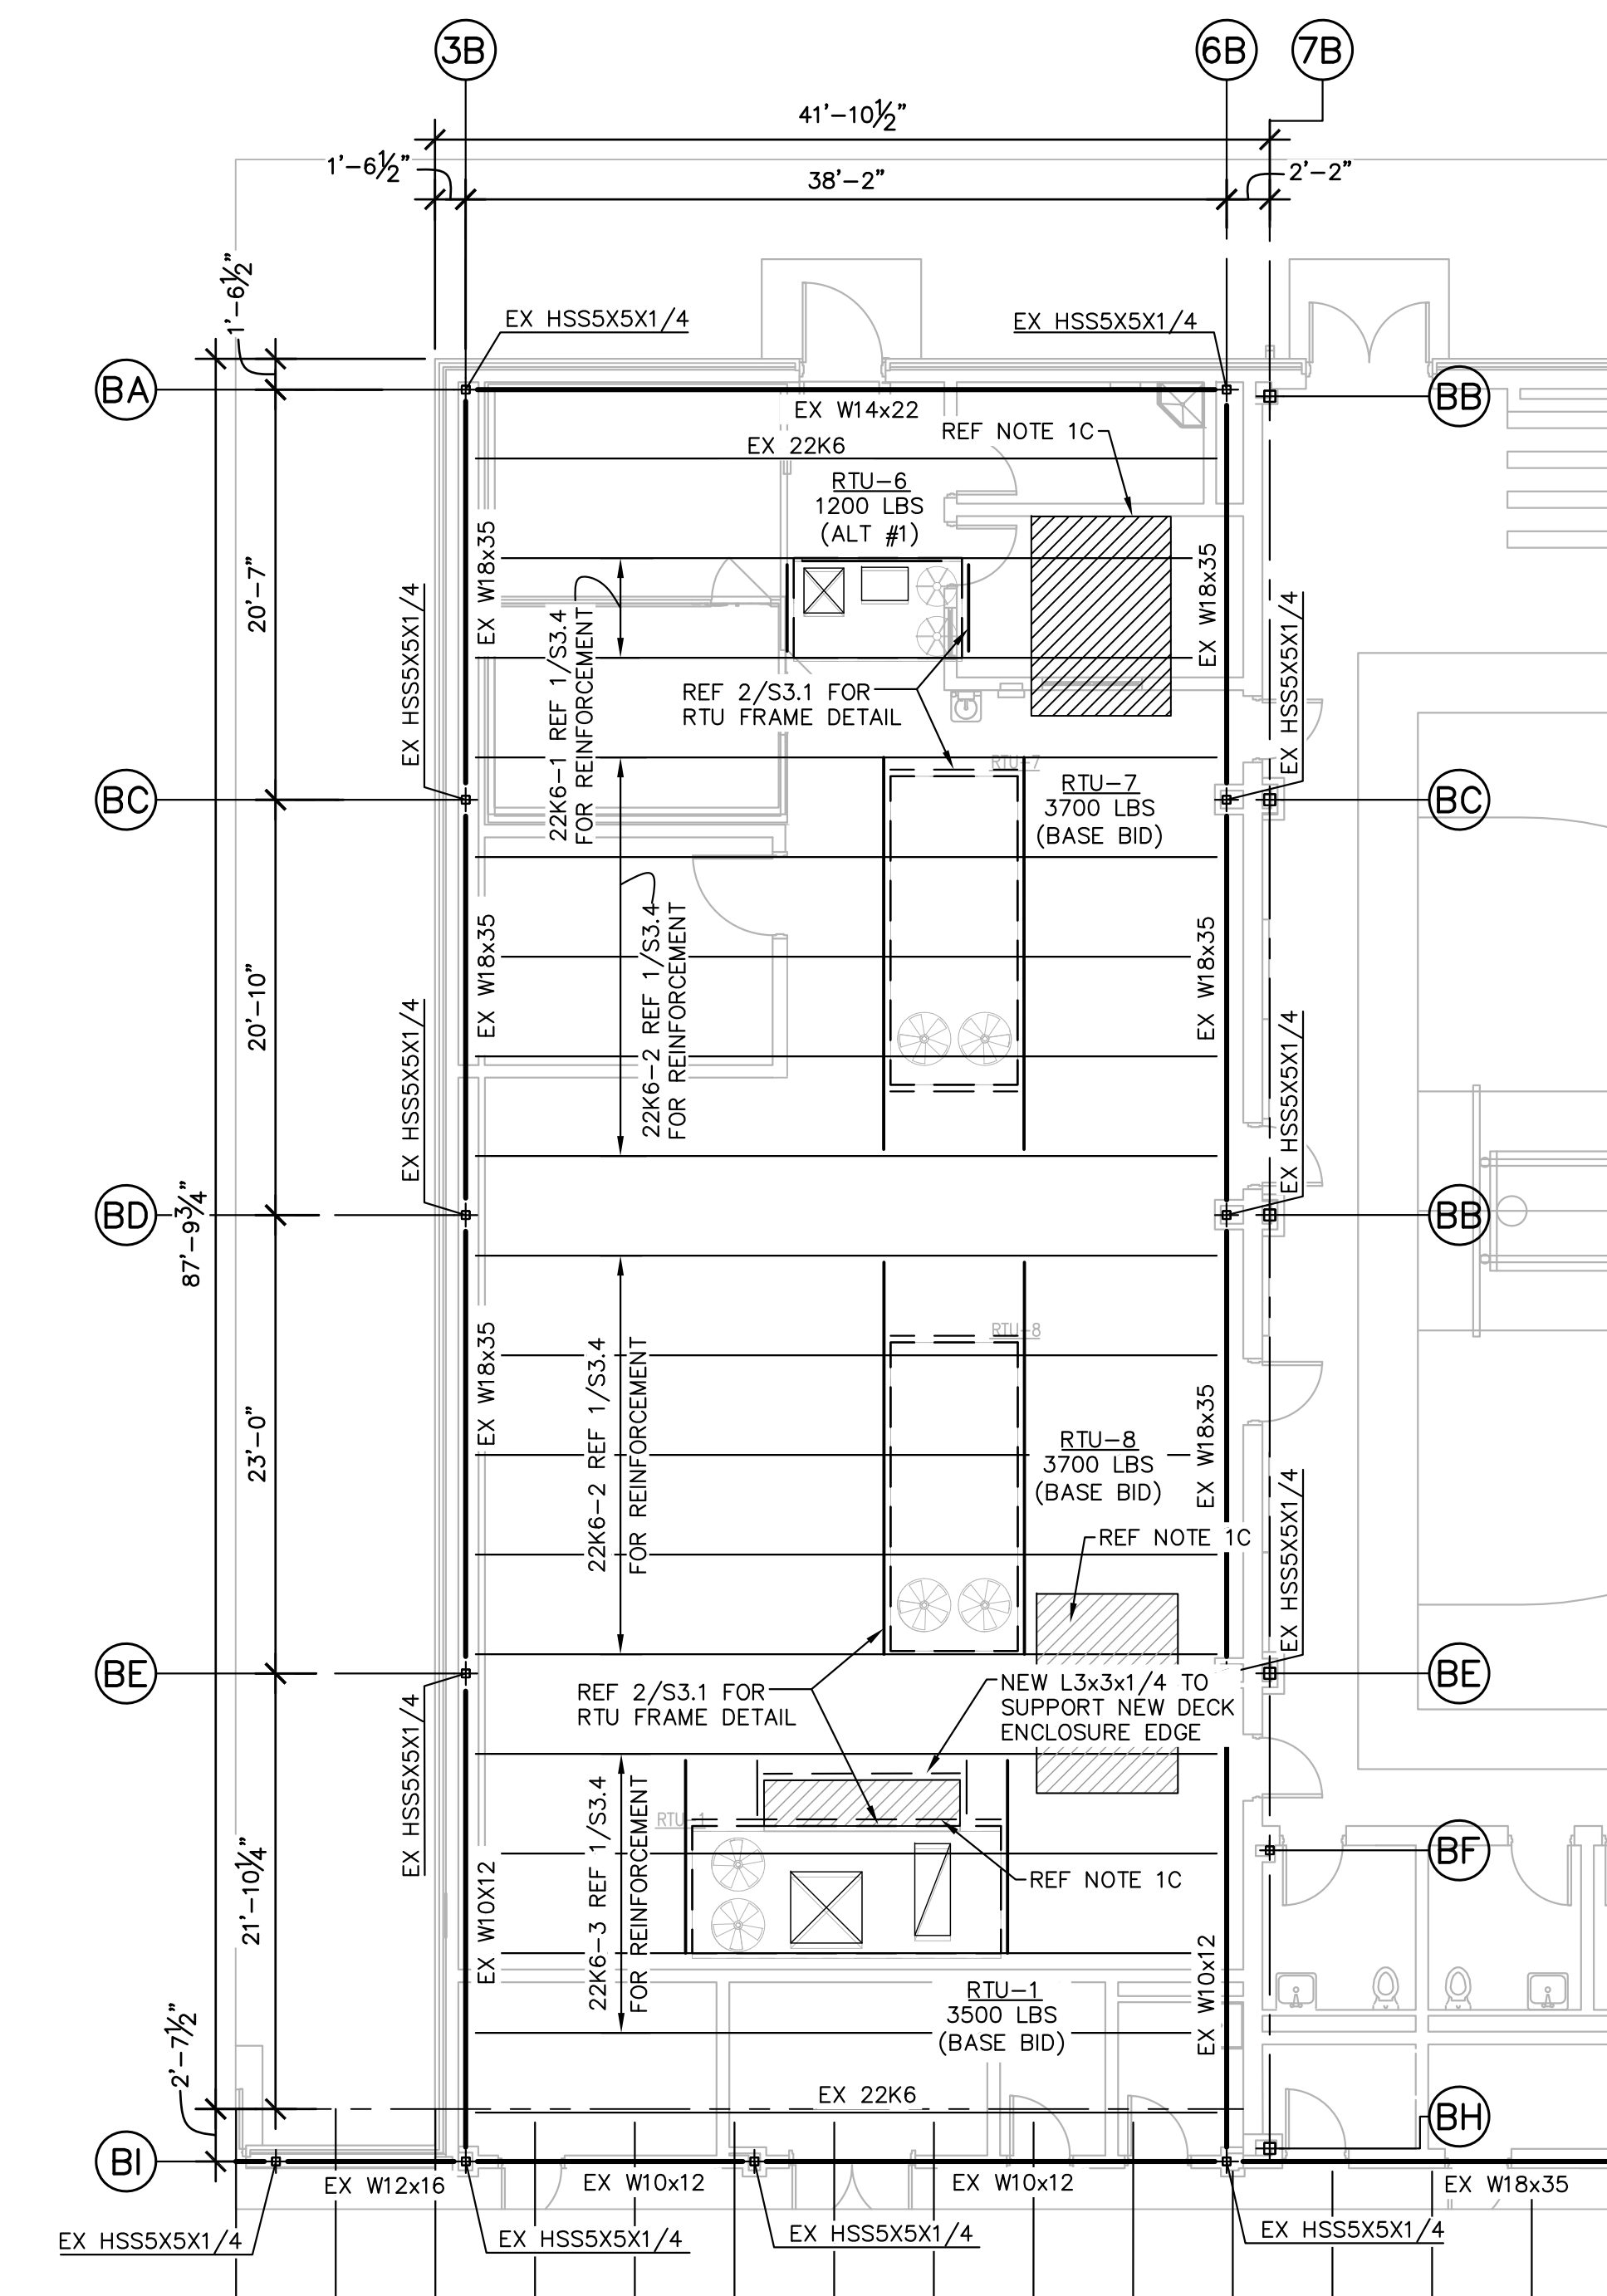 3B
6B
7B
41'-10½"
1'-6½"
38'-2"
2'-2"
1'-6½"
EX HSS5X5X1/4
EX HSS5X5X1/4
BA
BB
EX W14x22
REF NOTE 1C
EX 22K6
RTU-6
1200 LBS
(ALT #1)
EX W18x35
EX W18x35
20'-7"
EX HSS5X5X1/4
EX HSS5X5X1/4
22K6-1 REF 1/S3.4
FOR REINFORCEMENT
REF 2/S3.1 FOR
RTU FRAME DETAIL
RTU-7
RTU-7
3700 LBS
(BASE BID)
BC
BC
EX W18x35
EX W18x35
20'-10"
22K6-2 REF 1/S3.4
FOR REINFORCEMENT
EX HSS5X5X1/4
EX HSS5X5X1/4
BD
BB
87'-9¾"
RTU-8
EX W18x35
EX W18x35
22K6-2 REF 1/S3.4
FOR REINFORCEMENT
RTU-8
3700 LBS
(BASE BID)
23'-0"
REF NOTE 1C
EX HSS5X5X1/4
BE
BE
REF 2/S3.1 FOR
RTU FRAME DETAIL
NEW L3x3x1/4 TO
SUPPORT NEW DECK
ENCLOSURE EDGE
EX HSS5X5X1/4
RTU-1
BF
REF NOTE 1C
21'-10¼"
EX W10X12
22K6-3 REF 1/S3.4
FOR REINFORCEMENT
EX W10x12
RTU-1
3500 LBS
(BASE BID)
2'-7½"
EX 22K6
BH
BI
EX W12x16
EX W10x12
EX W10x12
EX W18x35
EX HSS5X5X1/4
EX HSS5X5X1/4
EX HSS5X5X1/4
EX HSS5X5X1/4